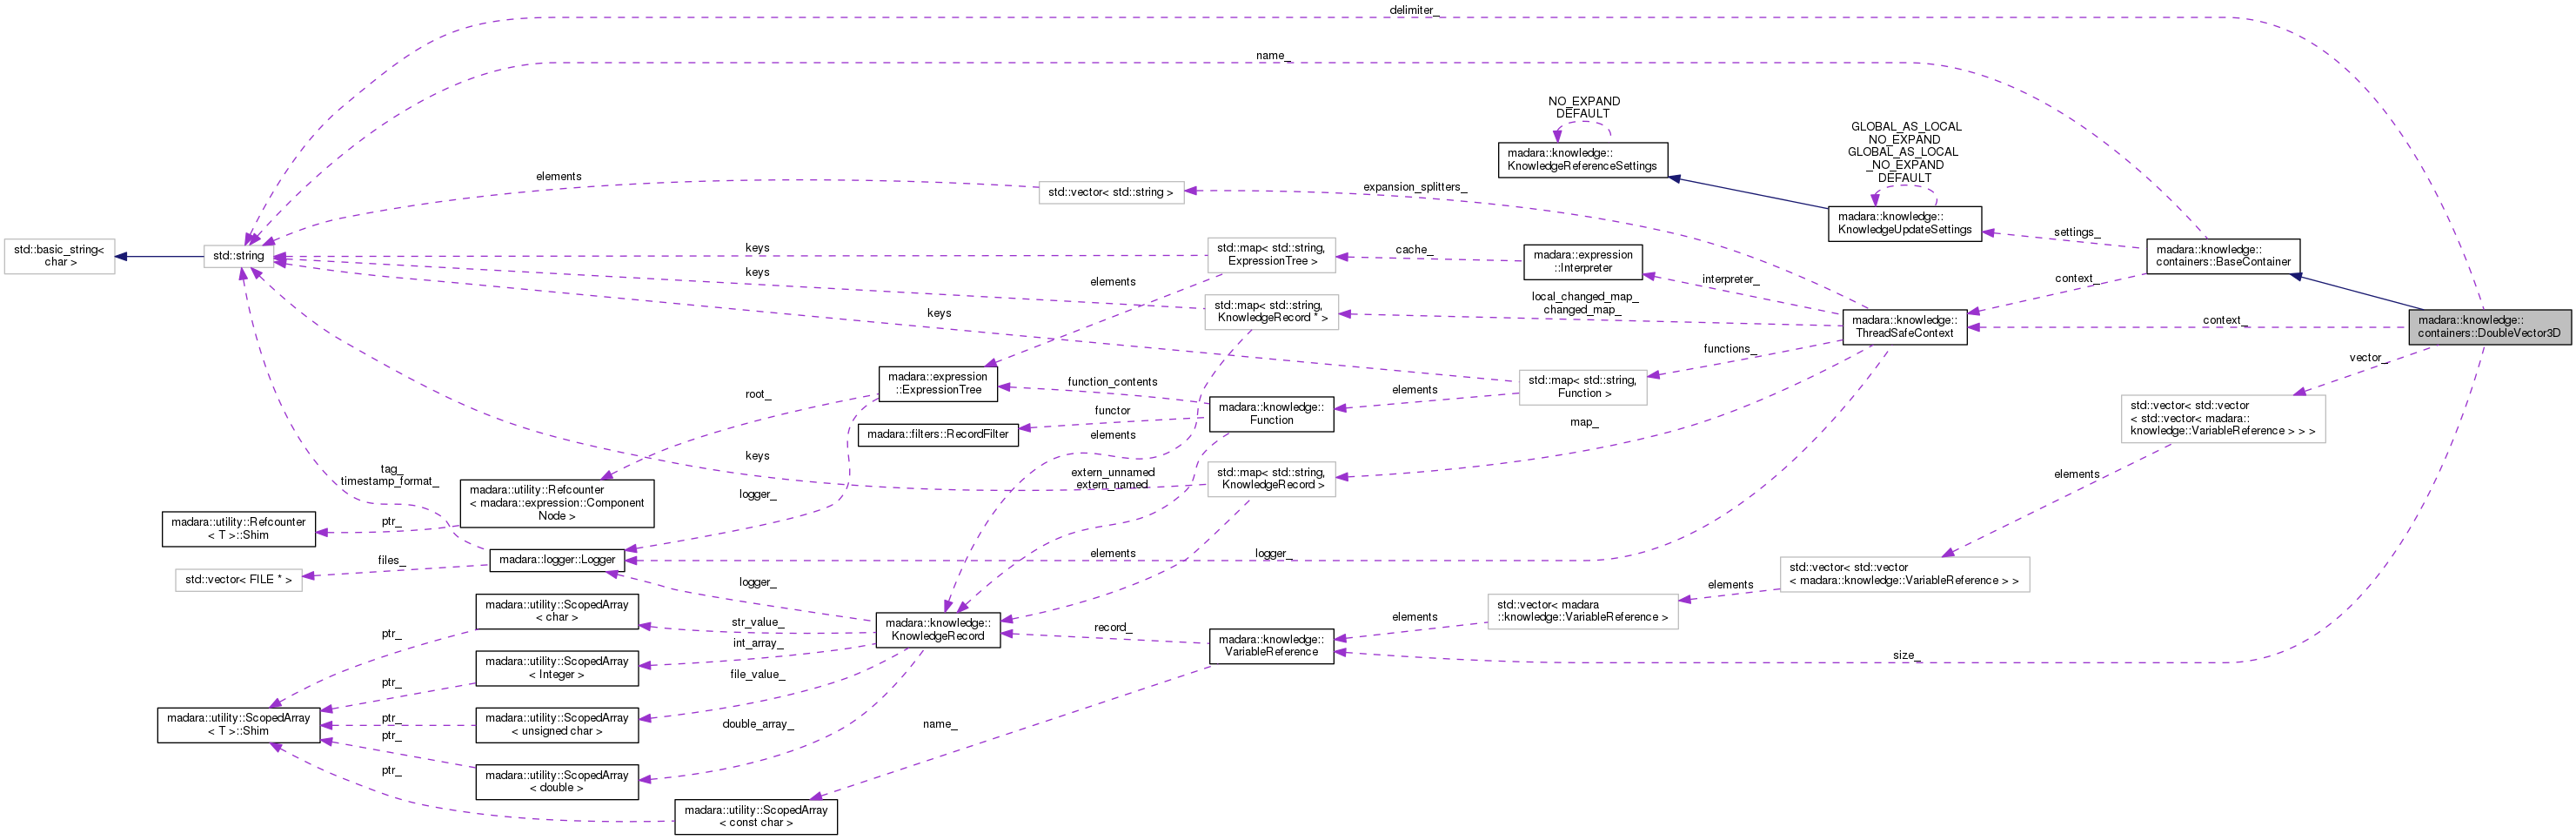 delimiter_
name_
NO_EXPAND
DEFAULT
GLOBAL_AS_LOCAL
NO_EXPAND
GLOBAL_AS_LOCAL
_NO_EXPAND
DEFAULT
madara::knowledge::
KnowledgeReferenceSettings
elements
std::vector< std::string >
expansion_splitters_
madara::knowledge::
KnowledgeUpdateSettings
settings_
std::basic_string<
char >
std::string
keys
std::map< std::string,
ExpressionTree >
cache_
madara::expression
::Interpreter
madara::knowledge::
containers::BaseContainer
keys
elements
interpreter_
context_
std::map< std::string,
KnowledgeRecord * >
local_changed_map_
changed_map_
keys
madara::knowledge::
ThreadSafeContext
context_
madara::knowledge::
containers::DoubleVector3D
functions_
vector_
madara::expression
::ExpressionTree
function_contents
std::map< std::string,
Function >
elements
root_
functor
madara::knowledge::
Function
std::vector< std::vector
< std::vector< madara::
knowledge::VariableReference > > >
madara::filters::RecordFilter
elements
map_
keys
tag_
timestamp_format_
extern_unnamed
extern_named
std::map< std::string,
KnowledgeRecord >
elements
madara::utility::Refcounter
< madara::expression::Component
Node >
logger_
madara::utility::Refcounter
< T >::Shim
ptr_
files_
madara::logger::Logger
elements
logger_
std::vector< FILE * >
logger_
std::vector< std::vector
< madara::knowledge::VariableReference > >
elements
madara::utility::ScopedArray
< char >
str_value_
madara::knowledge::
KnowledgeRecord
record_
elements
std::vector< madara
::knowledge::VariableReference >
ptr_
int_array_
madara::knowledge::
VariableReference
size_
madara::utility::ScopedArray
< Integer >
file_value_
ptr_
madara::utility::ScopedArray
< T >::Shim
ptr_
madara::utility::ScopedArray
< unsigned char >
double_array_
name_
ptr_
madara::utility::ScopedArray
< double >
ptr_
madara::utility::ScopedArray
< const char >